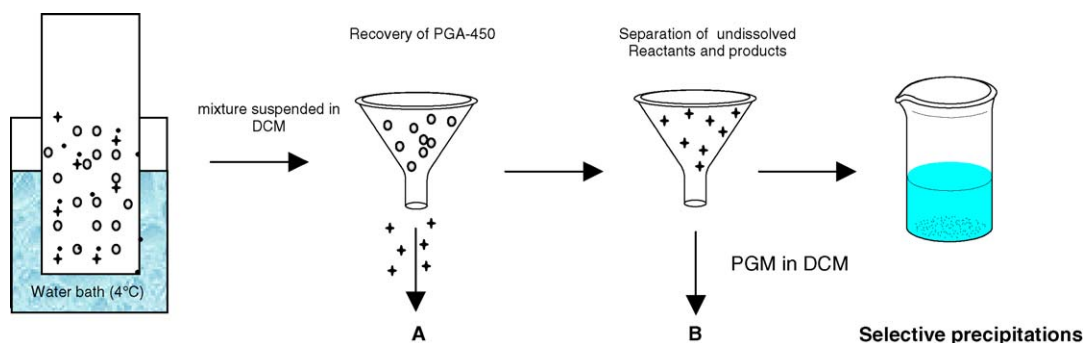 Recovery of PGA-450
Separation of undissolved
Reactants and products
mixture suspended in
DCM
Water bath (4ºC)
PGM in DCM
A
B
Selective precipitations